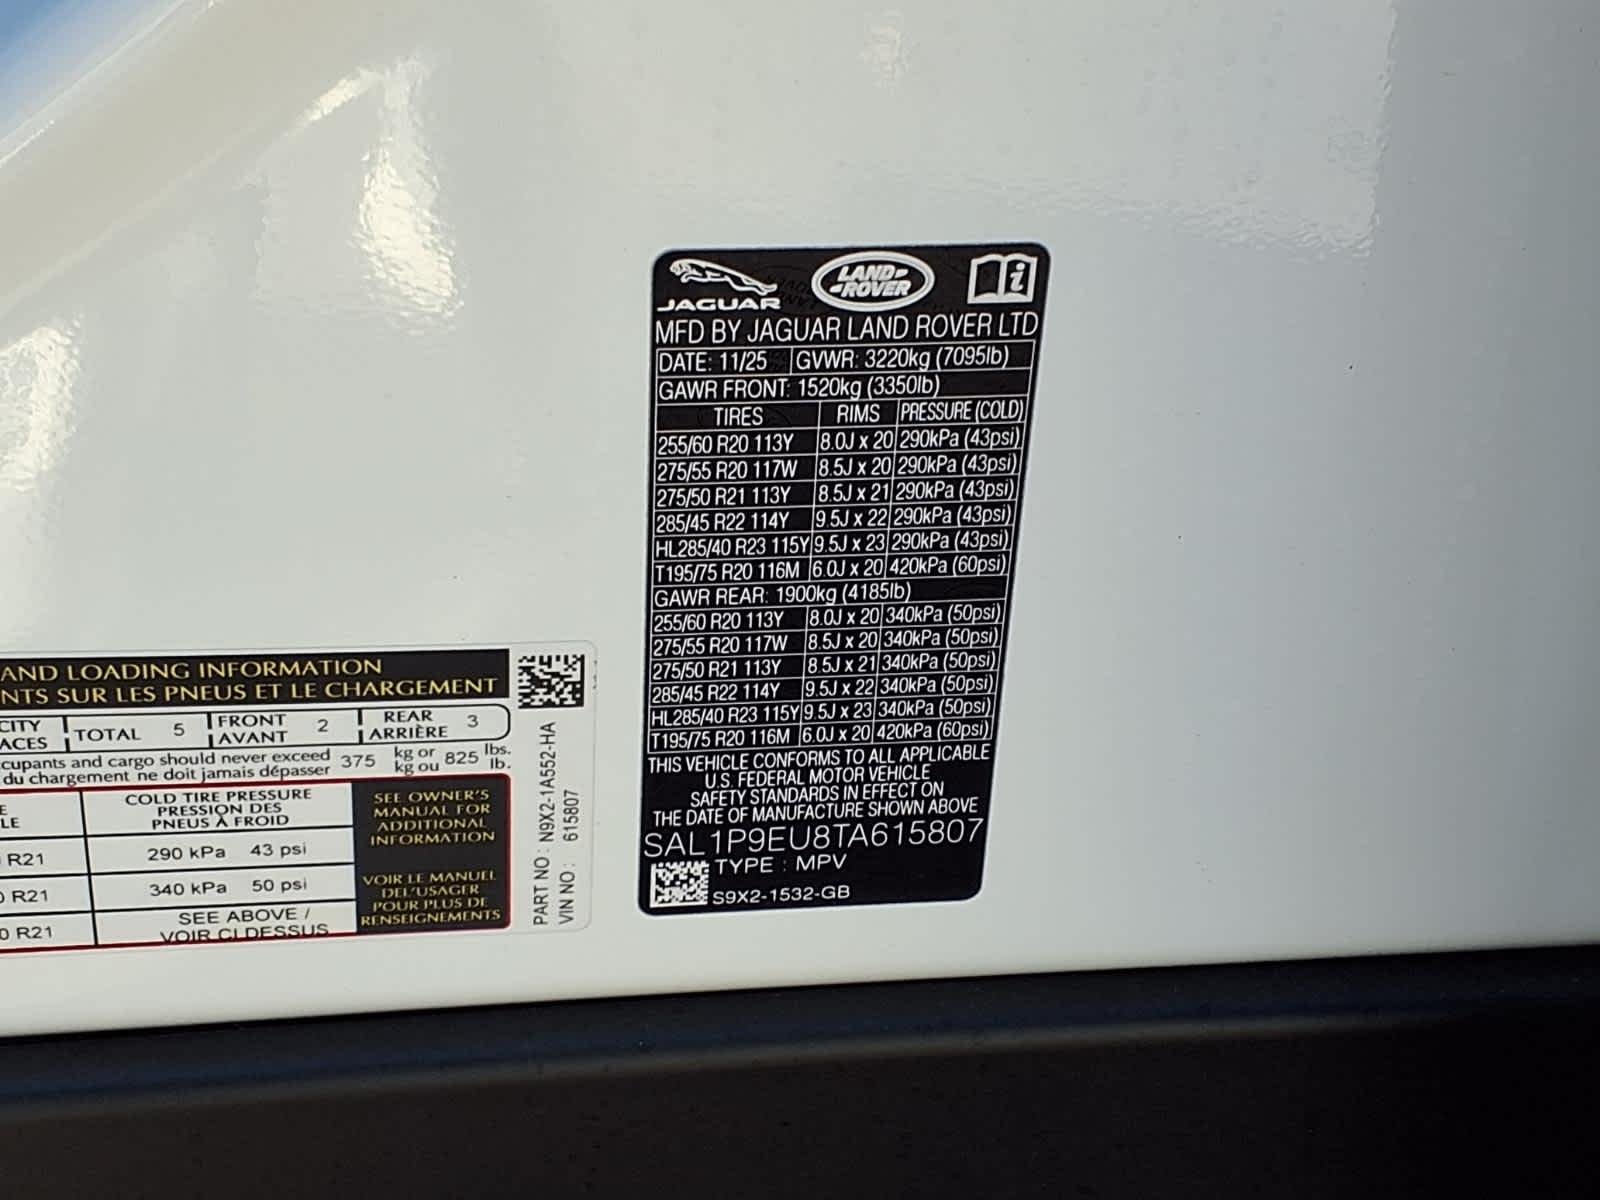 JAGUAR
LAND-
-ROVER
MFD BY JAGUAR LAND ROVER LTD
DATE: 11/25 GVWR: 3220kg (7095lb)
GAWR FRONT: 1520kg (3350lb)
TIRES RIMS PRESSURE (COLD)
255/60 R20 113Y 8.0J x 20 290kPa (43psi)
275/55 R20 117W 8.5J x 20 290kPa (43psi)
275/50 R21 113Y 8.5J x 21 290kPa (43psi)
285/45 R22 114Y 9.5J x 22 290kPa (43psi)
HL285/40 R23 115Y 9.5J x 23 290kPa (43psi)
T195/75 R20 116M 6.0J x 20 420kPa (60psi)
GAWR REAR: 1900kg (4185lb)
255/60 R20 113Y 8.0J x 20 340kPa (50psi)
275/55 R20 117W 8.5J x 20 340kPa (50psi)
275/50 R21 113Y 8.5J x 21 340kPa (50psi)
285/45 R22 114Y 9.5J x 22 340kPa (50psi)
HL285/40 R23 115Y 9.5J x 23 340kPa (50psi)
T195/75 R20 116M 6.0J x 20 420kPa (60psi)
THIS VEHICLE CONFORMS TO ALL APPLICABLE
U.S. FEDERAL MOTOR VEHICLE
SAFETY STANDARDS IN EFFECT ON
THE DATE OF MANUFACTURE SHOWN ABOVE
SAL1P9EU8TA615807
TYPE : MPV
S9X2-1532-GB
AND LOADING INFORMATION
NTS SUR LES PNEUS ET LE CHARGEMENT
CITY TOTAL 5 FRONT 2 REAR 3
ACES AVANT ARRIÈRE
cupants and cargo should never exceed 375 kg or 825 lbs.
du chargement ne doit jamais dépasser kg ou lb.
E
LE
COLD TIRE PRESSURE
PRESSION DES
PNEUS À FROID
R21 290 kPa 43 psi
0 R21 340 kPa 50 psi
0 R21 SEE ABOVE /
VOIR CI DESSUS
SEE OWNER'S
MANUAL FOR
ADDITIONAL
INFORMATION
VOIR LE MANUEL
DEL'USAGER
POUR PLUS DE
RENSEIGNEMENTS
PART NO : N9X2-1A552-HA
VIN NO : 615807